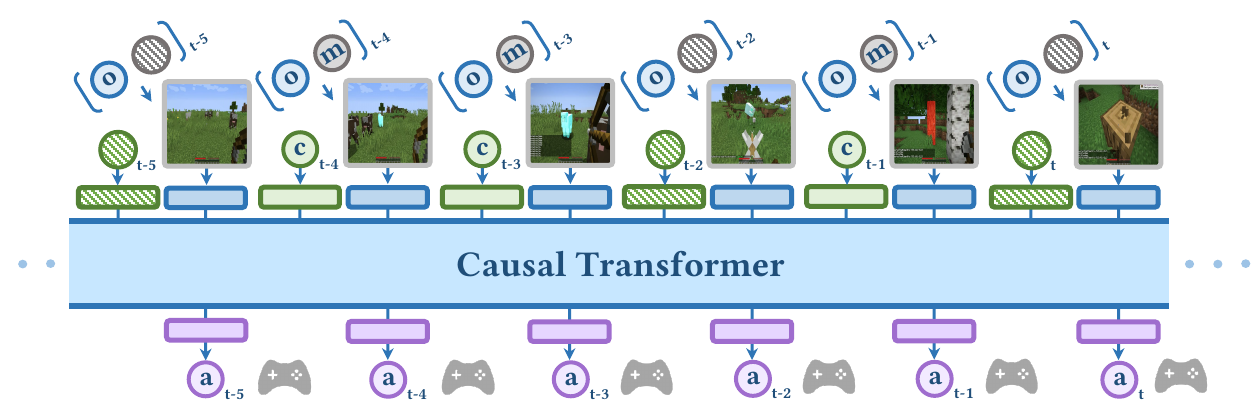 o t-5 o m t-4 o m t-3 o t-2 o m t-1 o t
t-5 c t-4 c t-3 t-2 c t-1 t
Causal Transformer
a t-5 a t-4 a t-3 a t-2 a t-1 a t